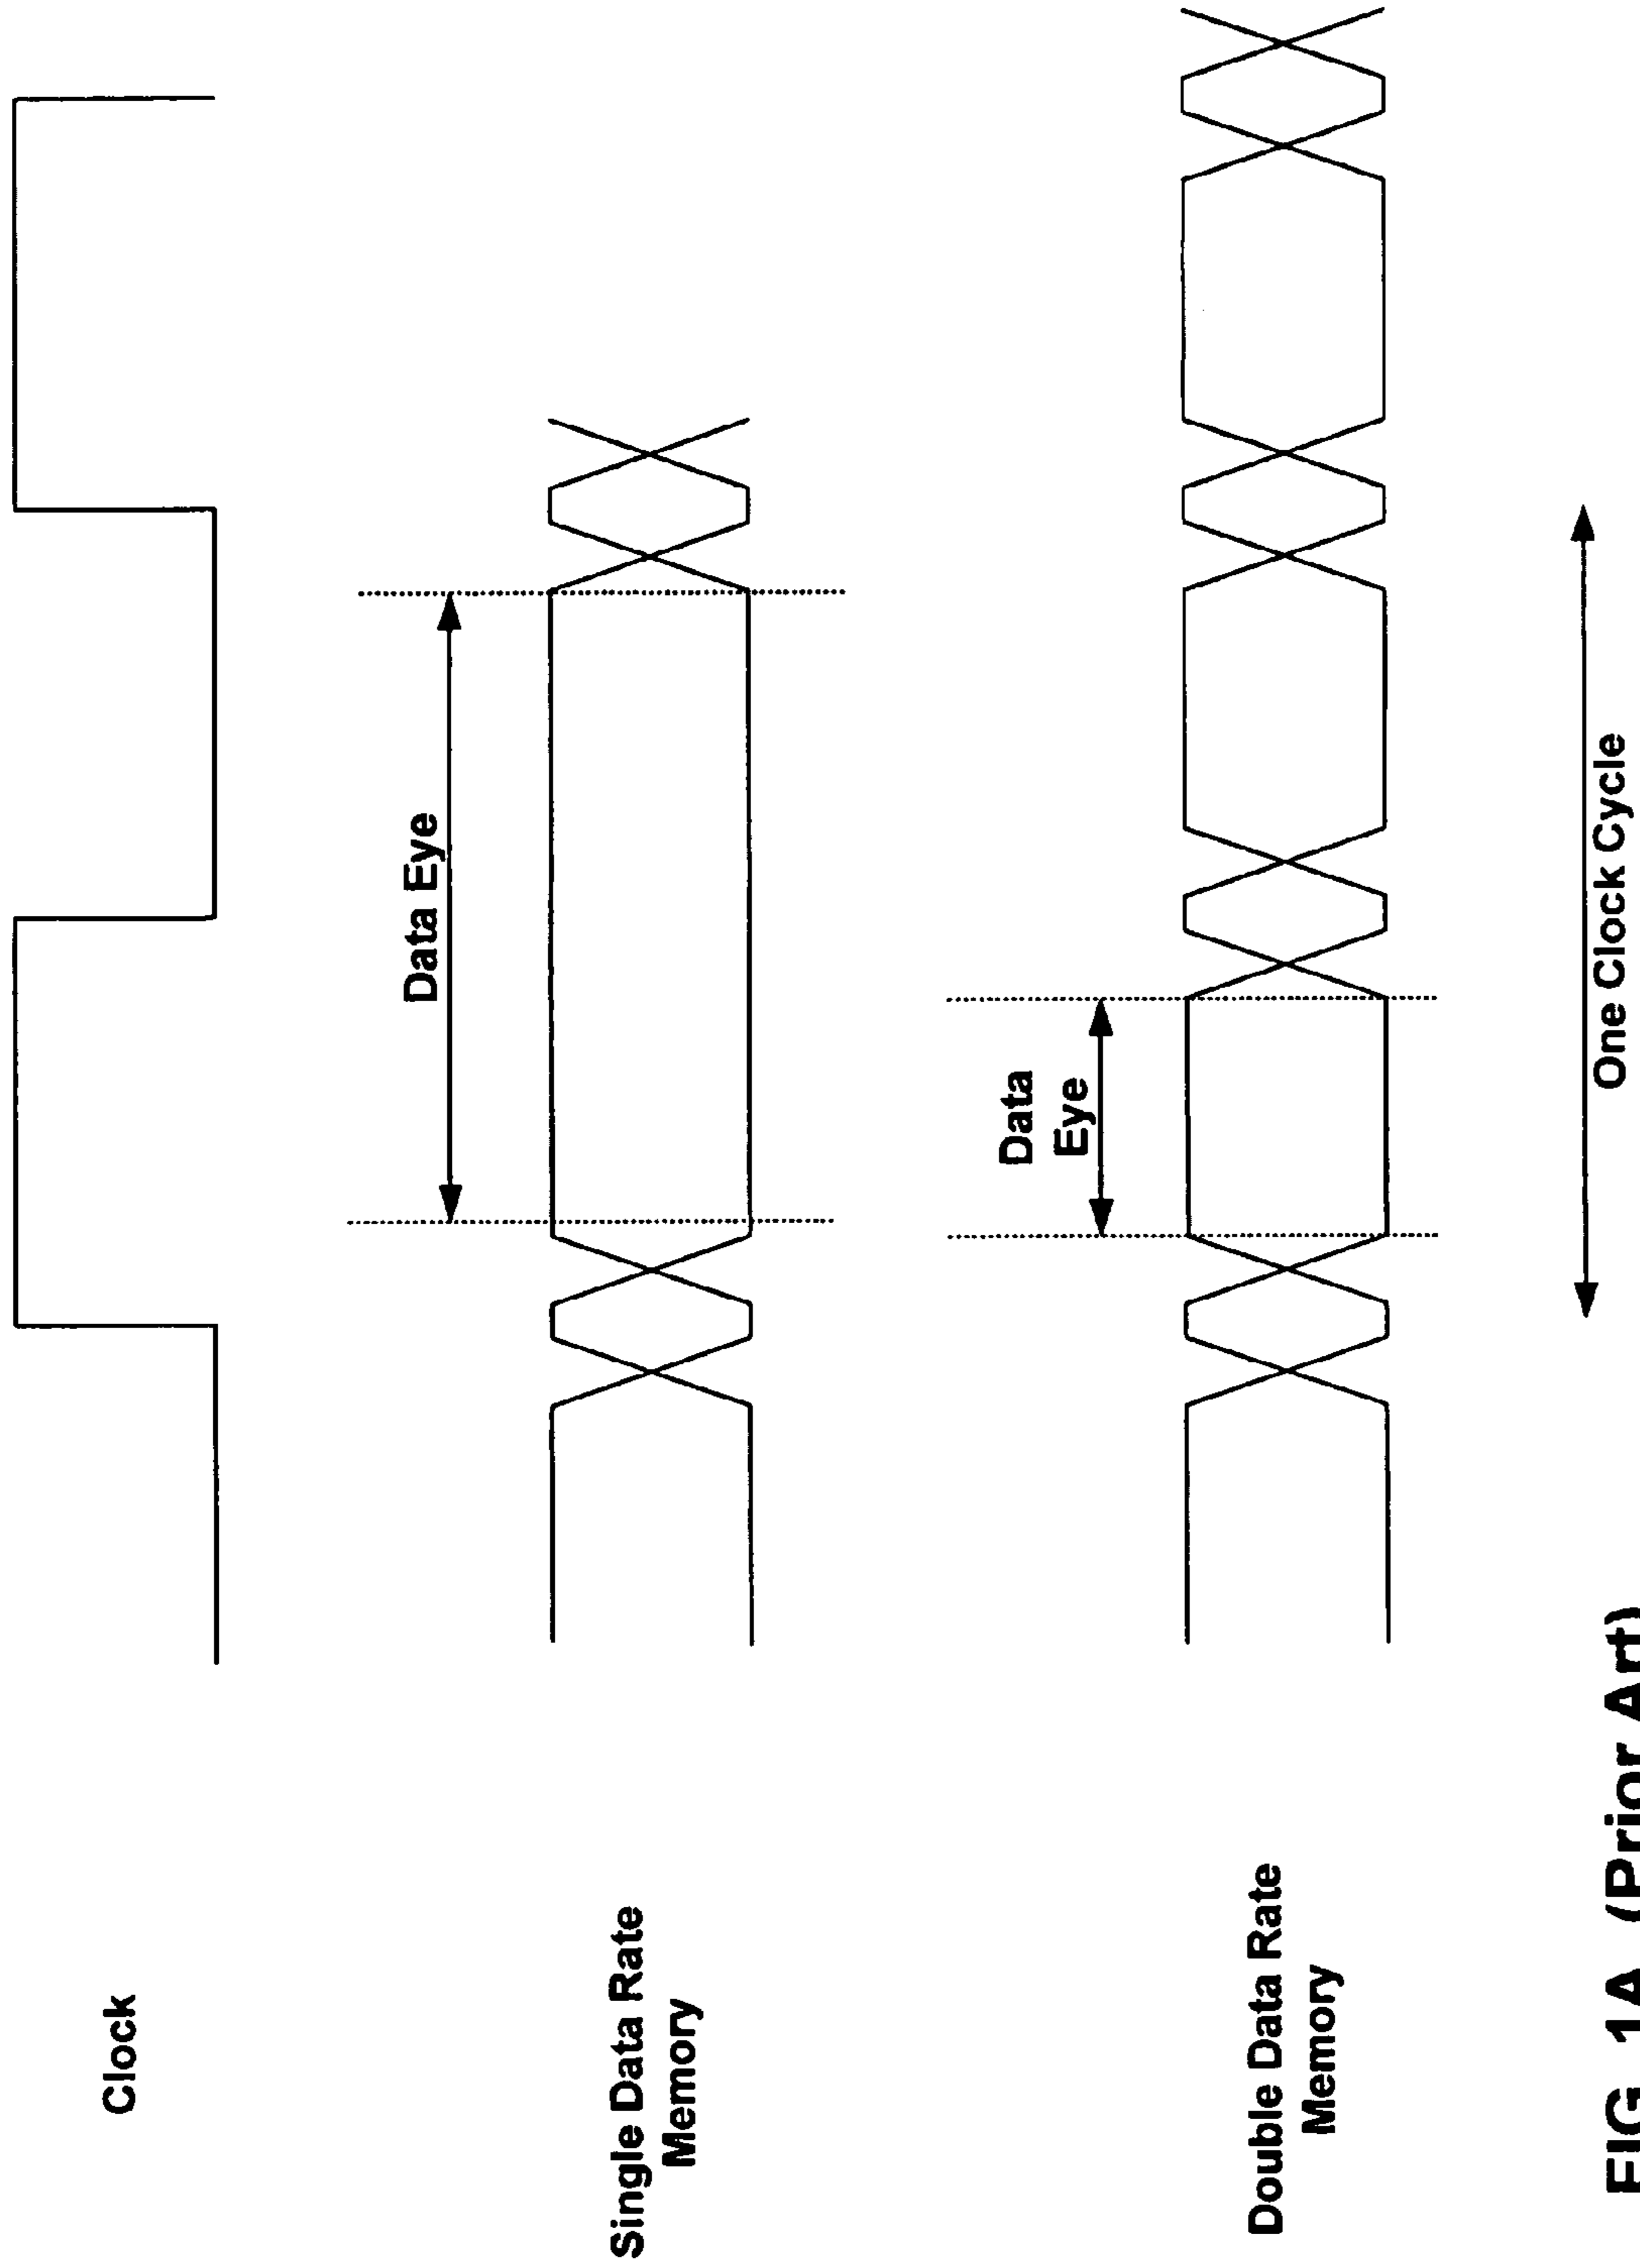 Clock
Data Eye
Single Data Rate
Memory
Data
Eye
Double Data Rate
Memory
One Clock Cycle
FIG. 1A (Prior Art)